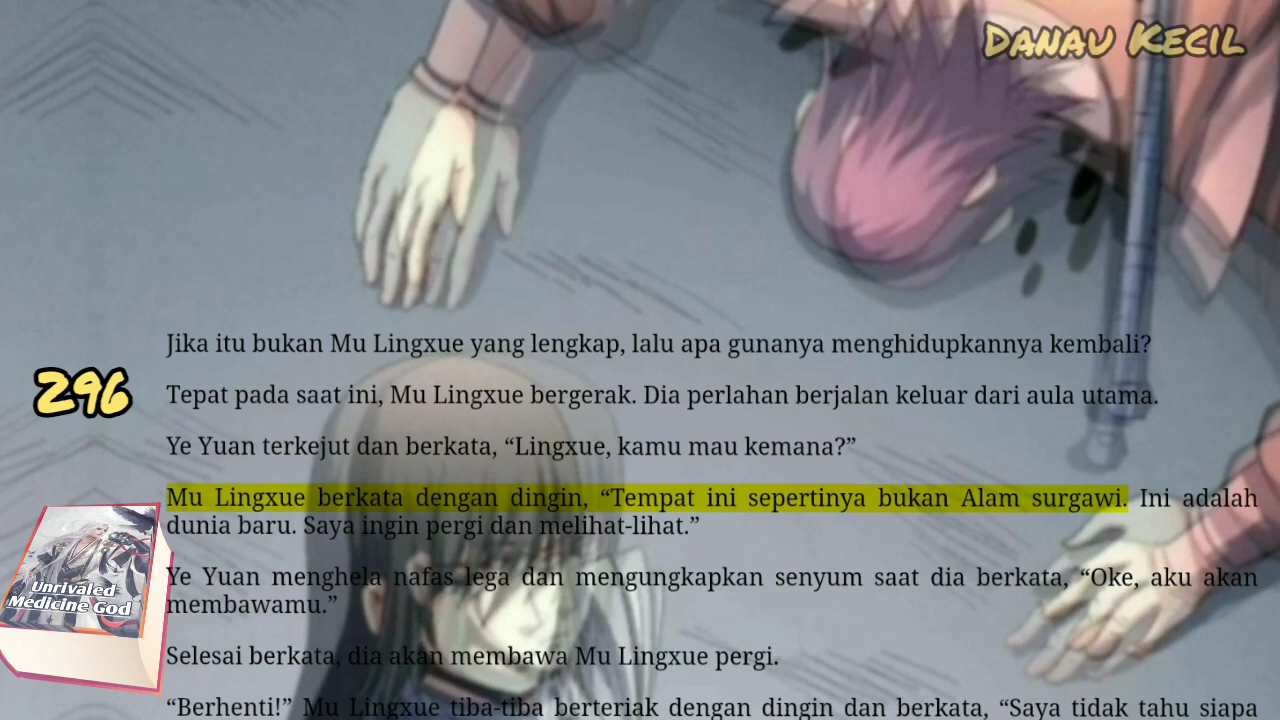 Danau Kecil
Jika itu bukan Mu Lingxue yang lengkap, lalu apa gunanya menghidupkannya kembali?
296
Tepat pada saat ini, Mu Lingxue bergerak. Dia perlahan berjalan keluar dari aula utama.
Ye Yuan terkejut dan berkata, “Lingxue, kamu mau kemana?”
Mu Lingxue berkata dengan dingin, “Tempat ini sepertinya bukan Alam surgawi. Ini adalah
dunia baru. Saya ingin pergi dan melihat-lihat.”
Ye Yuan menghela nafas lega dan mengungkapkan senyum saat dia berkata, “Oke, aku akan
membawamu.”
Unrivaled
Medicine God
Selesai berkata, dia akan membawa Mu Lingxue pergi.
“Berhenti!” Mu Lingxue tiba-tiba berteriak dengan dingin dan berkata, “Saya tidak tahu siapa